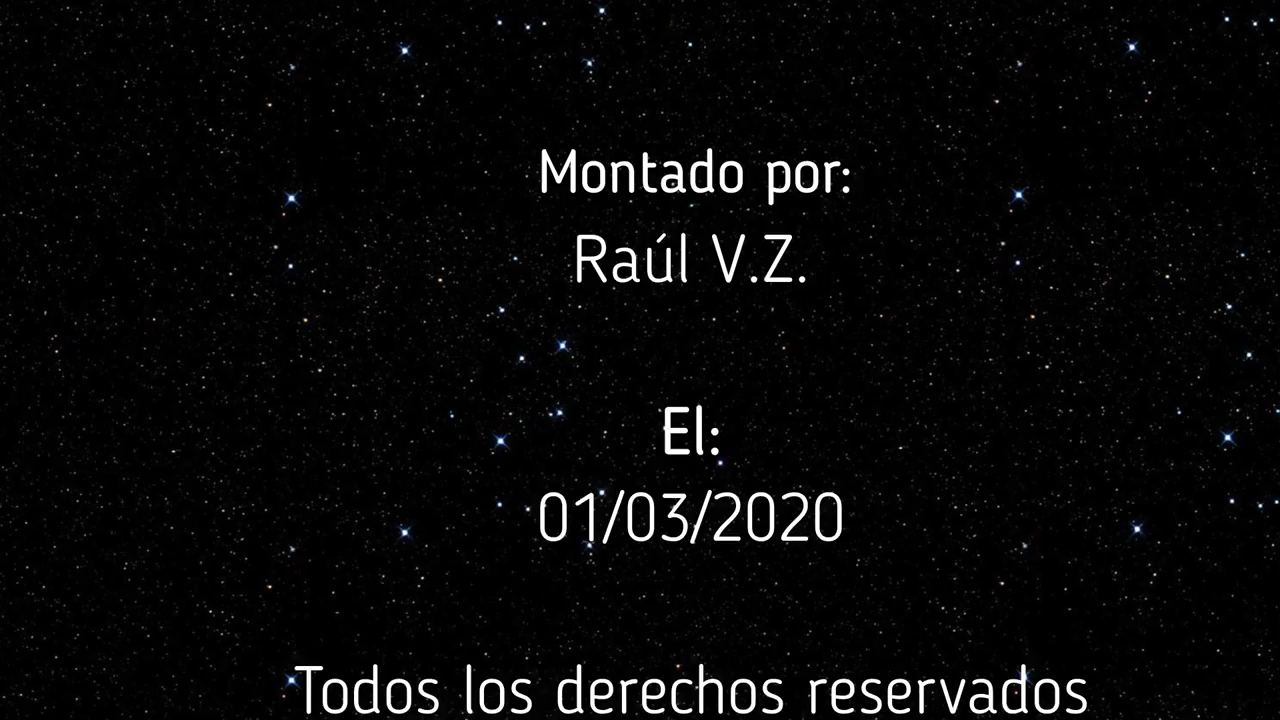 Montado por:
Raúl V.Z.
El:
01/03/2020
Todos los derechos reservados